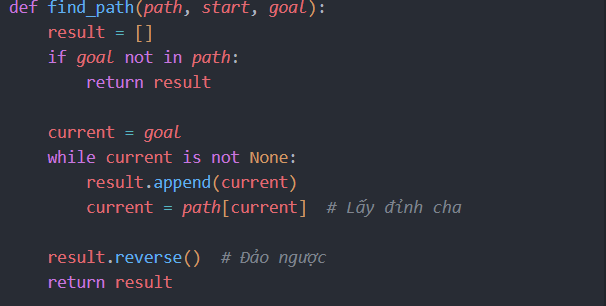 def find_path(path, start, goal):
    result = []
    if goal not in path:
        return result

    current = goal
    while current is not None:
        result.append(current)
        current = path[current]  # Lấy đỉnh cha

    result.reverse()  # Đảo ngược
    return result